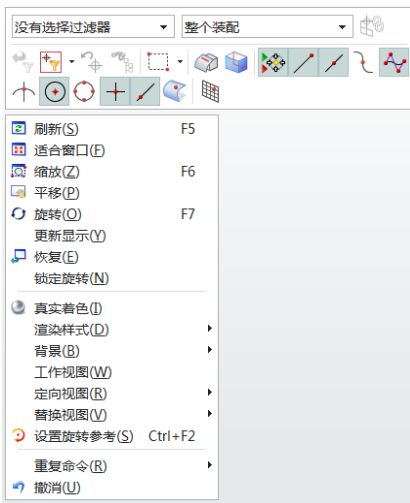 没有选择过滤器 整个装配
刷新(S) F5
适合窗口(F)
缩放(Z) F6
平移(P)
旋转(O) F7
更新显示(Y)
恢复(E)
锁定旋转(N)
真实着色(I)
渲染样式(D)
背景(B)
工作视图(W)
定向视图(R)
替换视图(V)
设置旋转参考(S) Ctrl+F2
重复命令(R)
撤消(U)